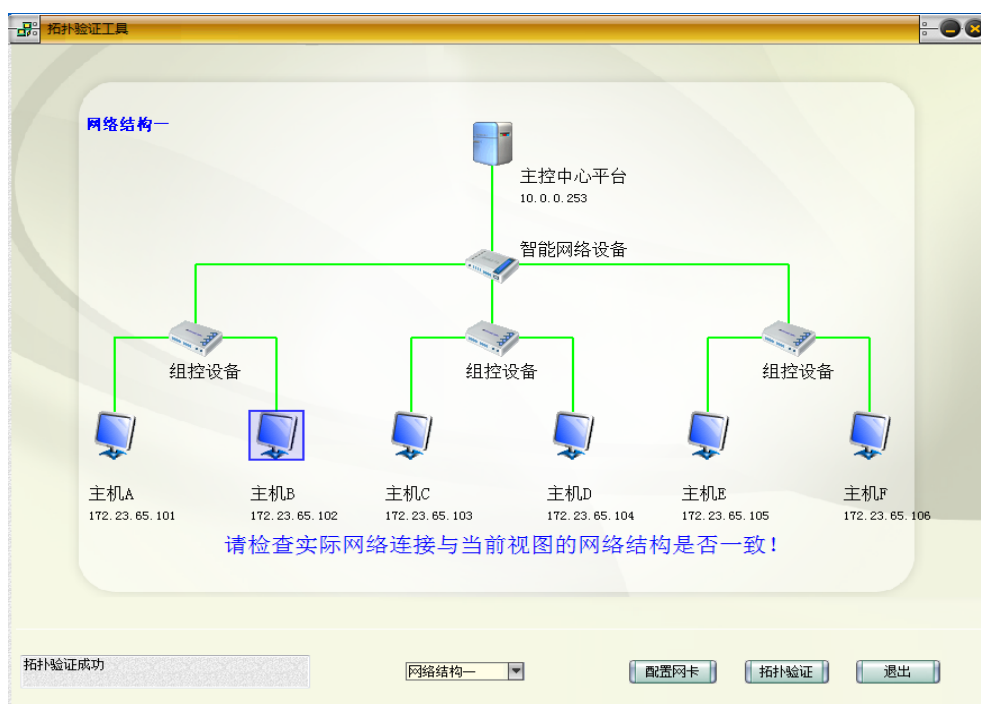 拓扑验证工具
网络结构一
主控中心平台
10.0.0.253
智能网络设备
组控设备 组控设备 组控设备
主机A 主机B 主机C 主机D 主机E 主机F
172.23.65.101 172.23.65.102 172.23.65.103 172.23.65.104 172.23.65.105 172.23.65.106
请检查实际网络连接与当前视图的网络结构是否一致！
拓扑验证成功 网络结构一 配置网卡 拓扑验证 退出